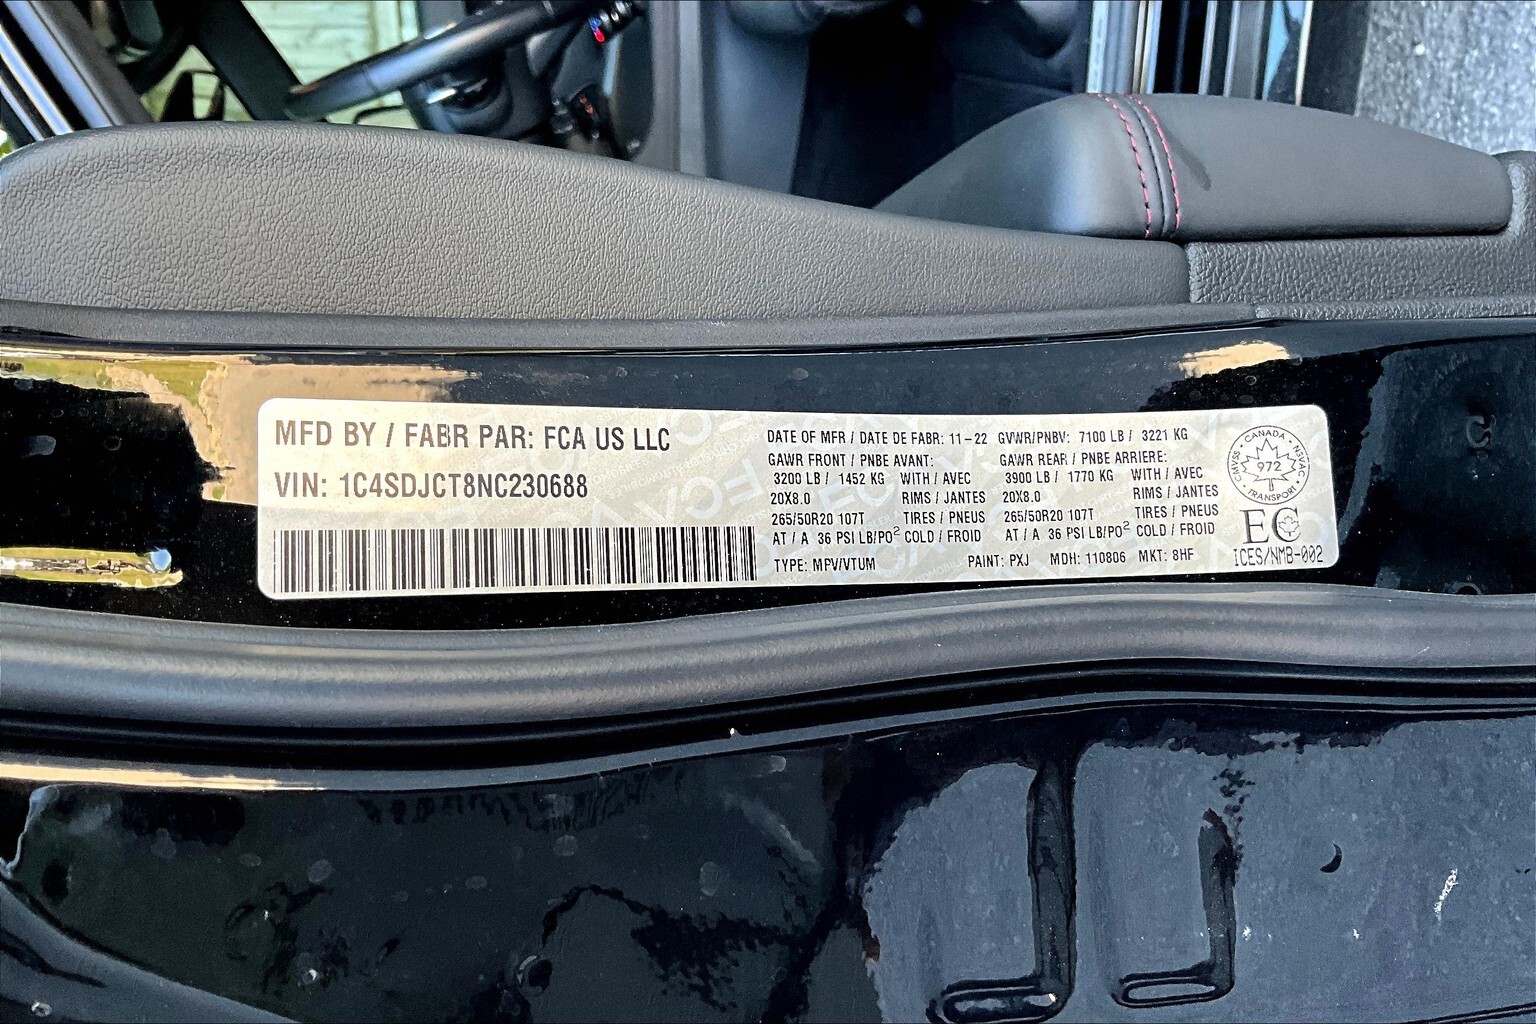 MFD BY / FABR PAR: FCA US LLC
VIN: 1C4SDJCT8NC230688
DATE OF MFR / DATE DE FABR: 11-22 GVWR/PNBV: 7100 LB / 3221 KG
GAWR FRONT / PNBE AVANT: GAWR REAR / PNBE ARRIERE:
3200 LB / 1452 KG WITH / AVEC 3900 LB / 1770 KG WITH / AVEC
20X8.0 RIMS / JANTES 20X8.0 RIMS / JANTES
265/50R20 107T TIRES / PNEUS 265/50R20 107T TIRES / PNEUS
AT / A 36 PSI LB/PO² COLD / FROID AT / A 36 PSI LB/PO² COLD / FROID
TYPE: MPV/VTUM PAINT: PXJ MDH: 110806 MKT: 8HF
CANADA
CMVSS · NSVAC
972
TRANSPORT
EC
ICES/NMB-002